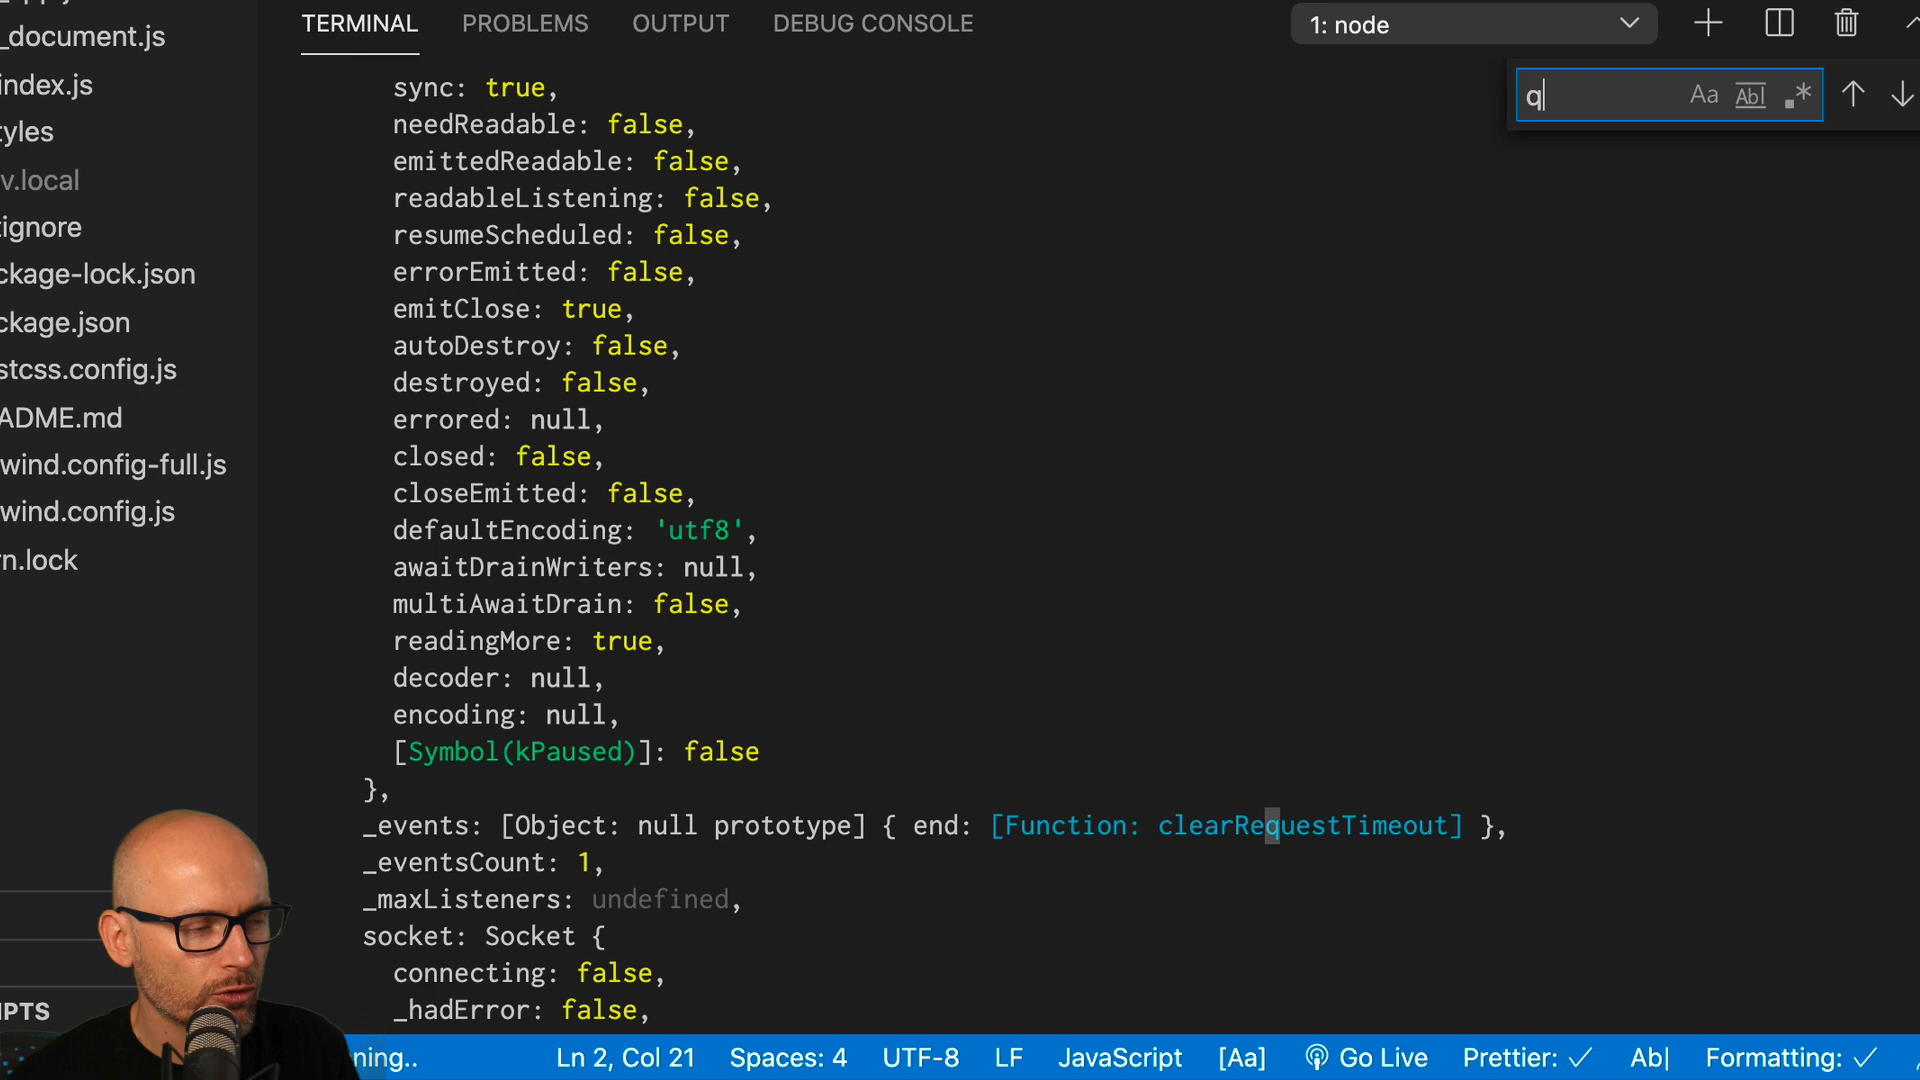 _document.js
index.js
tyles
v.local
tignore
ckage-lock.json
ckage.json
stcss.config.js
ADME.md
wind.config-full.js
wind.config.js
rn.lock
IPTS
TERMINAL PROBLEMS OUTPUT DEBUG CONSOLE 1: node
q Aa Abl .*
sync: true,
needReadable: false,
emittedReadable: false,
readableListening: false,
resumeScheduled: false,
errorEmitted: false,
emitClose: true,
autoDestroy: false,
destroyed: false,
errored: null,
closed: false,
closeEmitted: false,
defaultEncoding: 'utf8',
awaitDrainWriters: null,
multiAwaitDrain: false,
readingMore: true,
decoder: null,
encoding: null,
[Symbol(kPaused)]: false
},
_events: [Object: null prototype] { end: [Function: clearRequestTimeout] },
_eventsCount: 1,
_maxListeners: undefined,
socket: Socket {
connecting: false,
_hadError: false,
ning.. Ln 2, Col 21 Spaces: 4 UTF-8 LF JavaScript [Aa] Go Live Prettier: ✓ Ab| Formatting: ✓